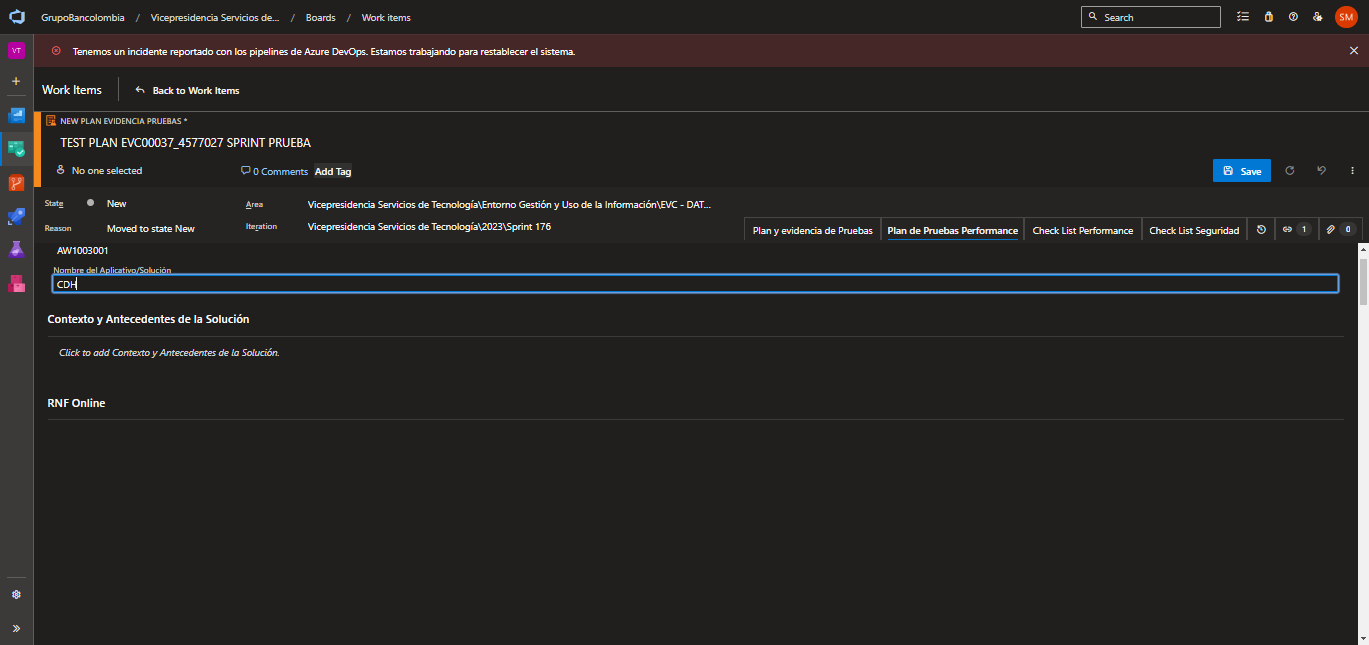 GrupoBancolombia / Vicepresidencia Servicios de... / Boards / Work items
Search
SM
VT
Tenemos un incidente reportado con los pipelines de Azure DevOps. Estamos trabajando para restablecer el sistema.
Work Items
Back to Work Items
NEW PLAN EVIDENCIA PRUEBAS *
TEST PLAN EVC00037_4577027 SPRINT PRUEBA
No one selected
0 Comments
Add Tag
Save
State
New
Area
Vicepresidencia Servicios de Tecnología\Entorno Gestión y Uso de la Información\EVC - DAT...
Reason
Moved to state New
Iteration
Vicepresidencia Servicios de Tecnología\2023\Sprint 176
Plan y evidencia de Pruebas
Plan de Pruebas Performance
Check List Performance
Check List Seguridad
1
0
AW1003001
Nombre del Aplicativo/Solución
CDH
Contexto y Antecedentes de la Solución
Click to add Contexto y Antecedentes de la Solución.
RNF Online